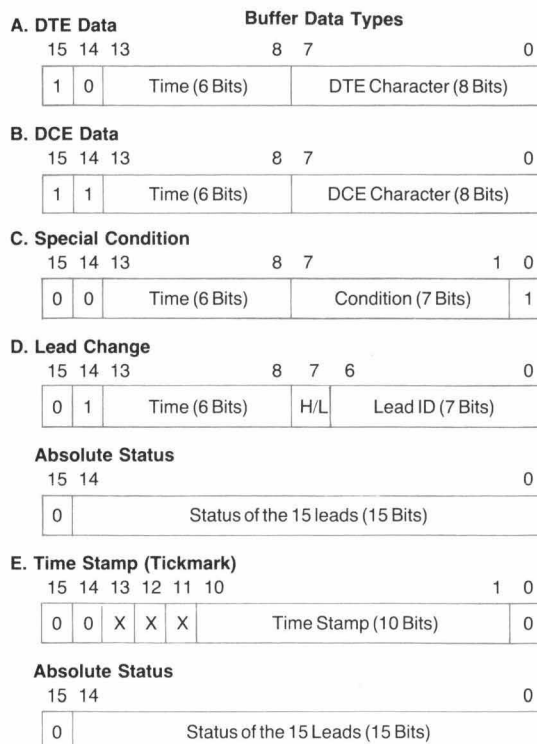 Buffer Data Types
A. DTE Data
15 14 13 8 7 0
1 0 Time (6 Bits) DTE Character (8 Bits)
B. DCE Data
15 14 13 8 7 0
1 1 Time (6 Bits) DCE Character (8 Bits)
C. Special Condition
15 14 13 8 7 1 0
0 0 Time (6 Bits) Condition (7 Bits) 1
D. Lead Change
15 14 13 8 7 6 0
0 1 Time (6 Bits) H/L Lead ID (7 Bits)
Absolute Status
15 14 0
0 Status of the 15 leads (15 Bits)
E. Time Stamp (Tickmark)
15 14 13 12 11 10 1 0
0 0 X X X Time Stamp (10 Bits) 0
Absolute Status
15 14 0
0 Status of the 15 Leads (15 Bits)